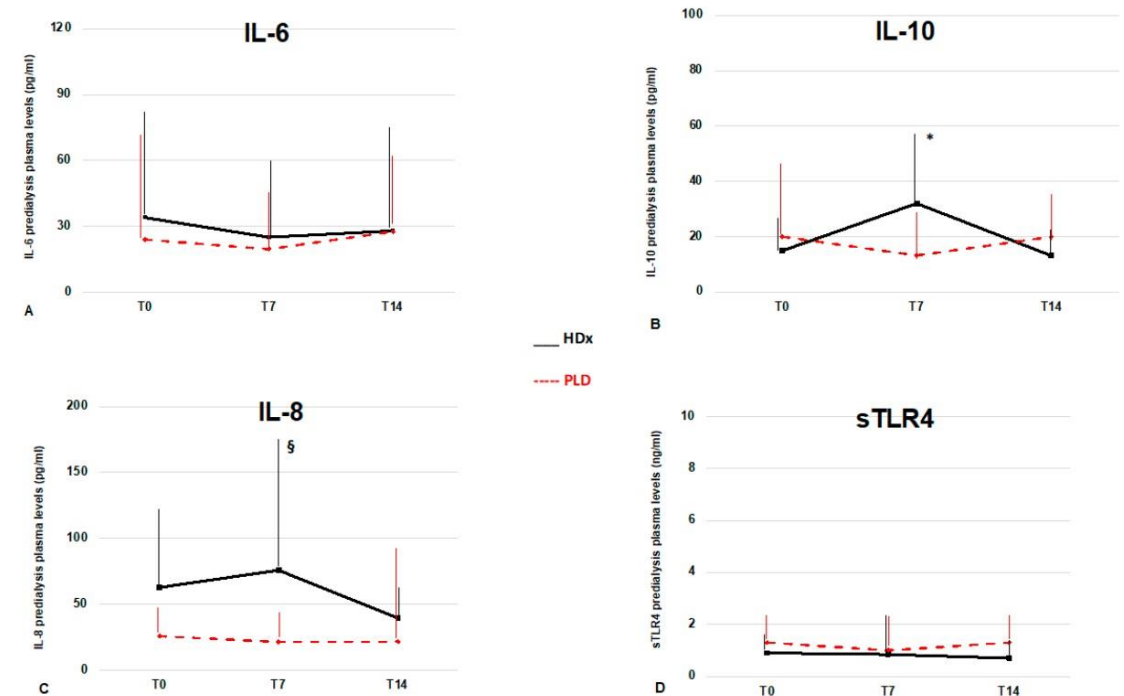 IL-6
IL-6 predialysis plasma levels (pg/ml)
120
90
60
30
0
T0 T7 T14
A
IL-10
IL-10 predialysis plasma levels (pg/ml)
100
80
60
40
20
0
*
T0 T7 T14
B
HDx
PLD
IL-8
IL-8 predialysis plasma levels (pg/ml)
200
150
100
50
0
§
T0 T7 T14
C
sTLR4
sTLR4 predialysis plasma levels (ng/ml)
10
8
6
4
2
0
T0 T7 T14
D